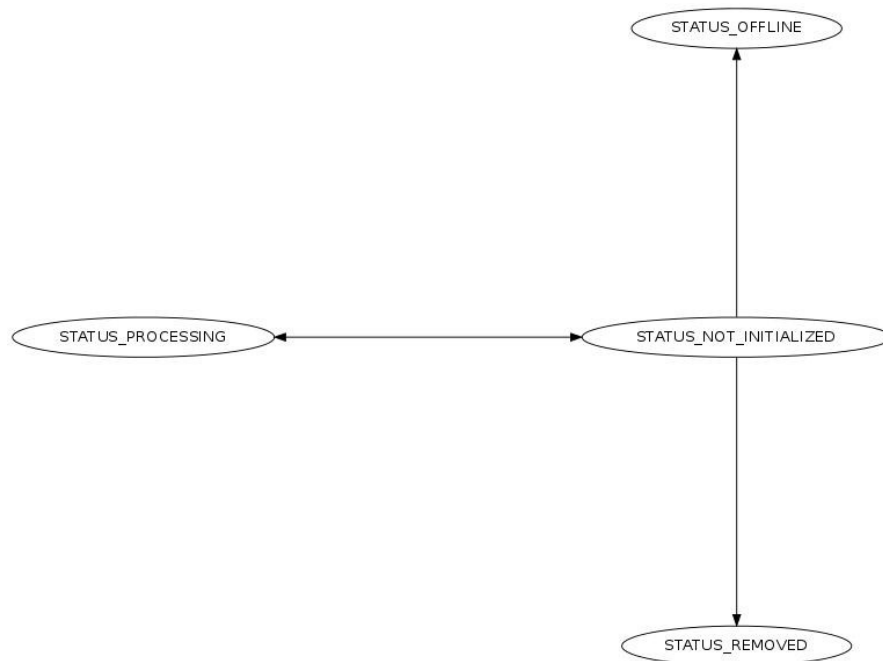 STATUS_OFFLINE
STATUS_PROCESSING
STATUS_NOT_INITIALIZED
STATUS_REMOVED